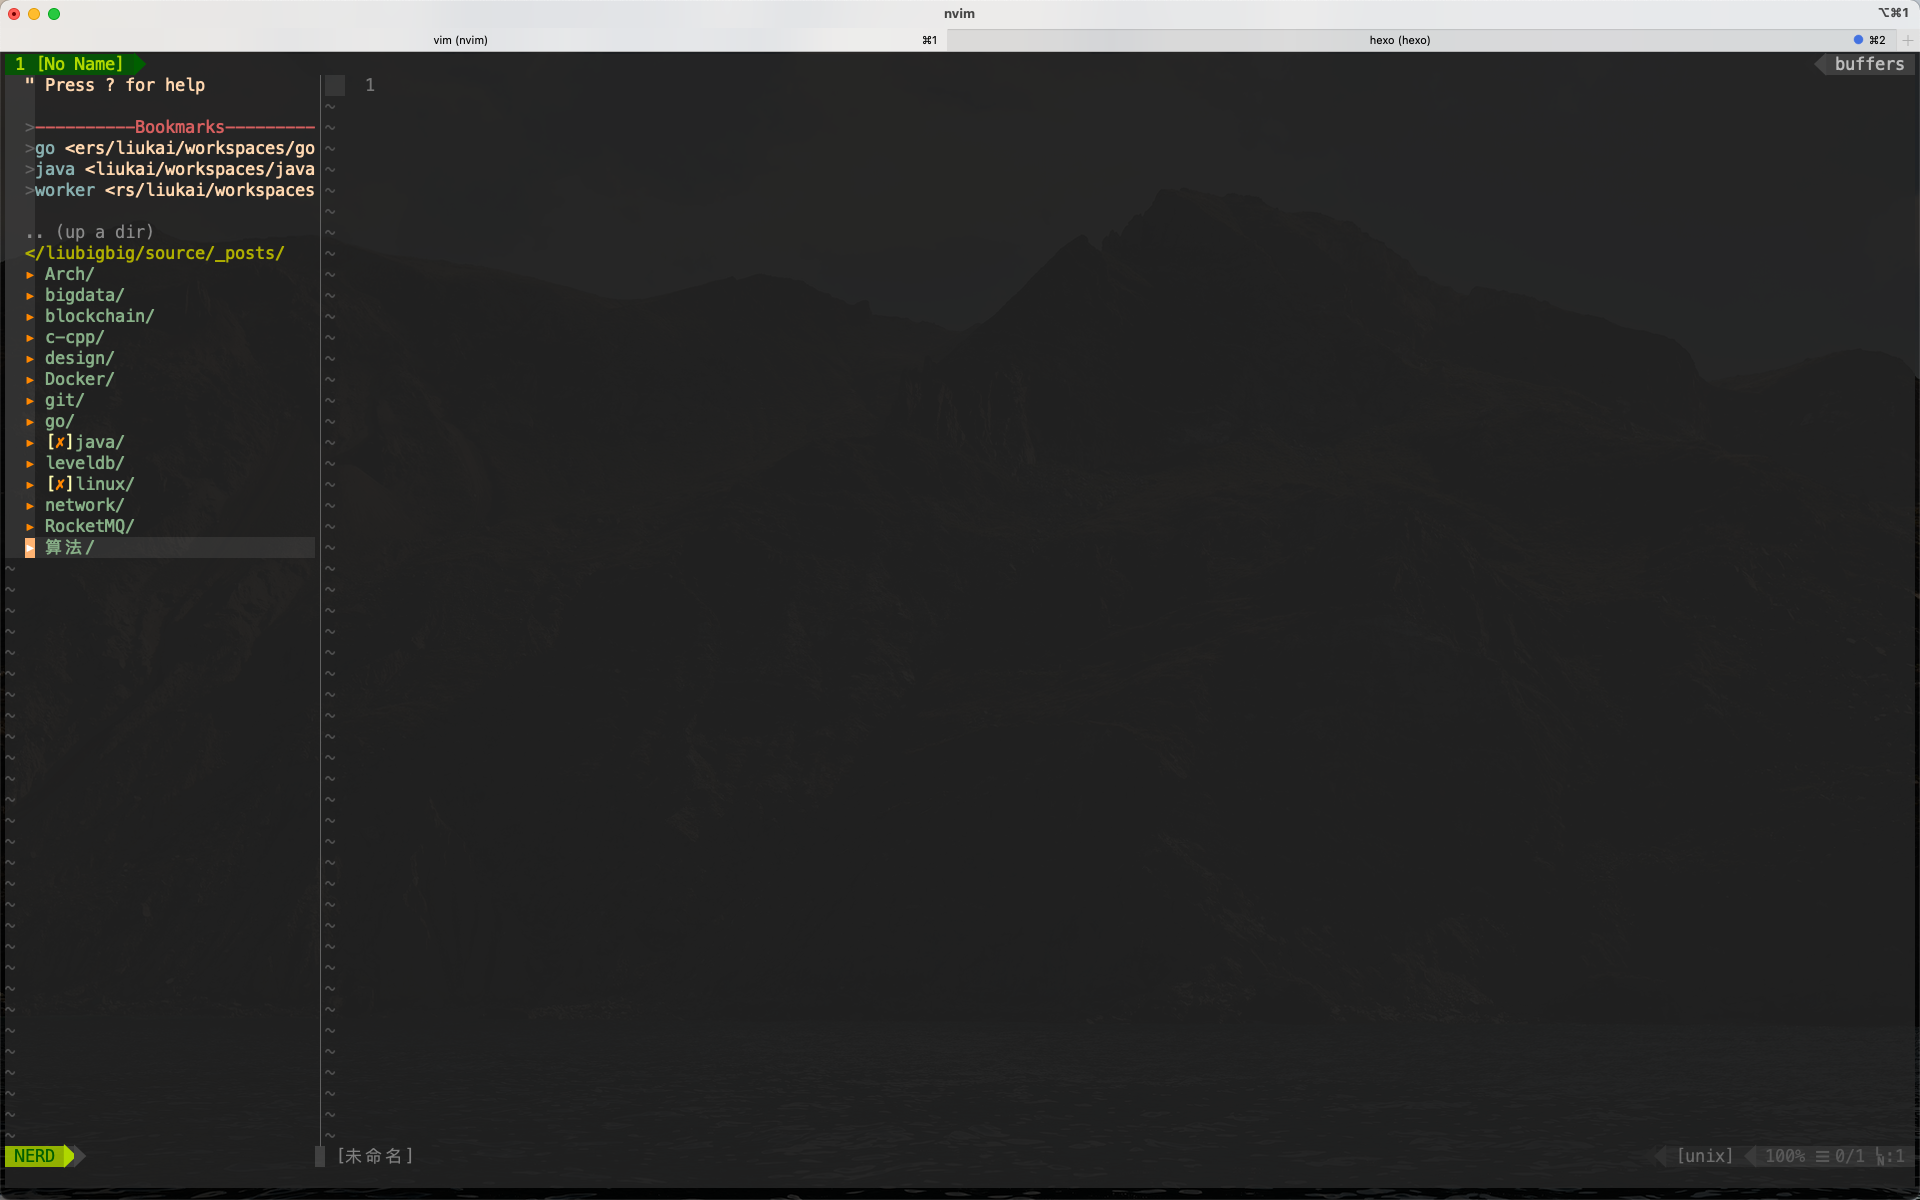 nvim
⌥⌘1
vim (nvim) ⌘1
hexo (hexo) ⌘2 +
1 [No Name] buffers
" Press ? for help
>----------Bookmarks---------
>go <ers/liukai/workspaces/go
>java <liukai/workspaces/java
>worker <rs/liukai/workspaces
.. (up a dir)
</liubigbig/source/_posts/
▸ Arch/
▸ bigdata/
▸ blockchain/
▸ c-cpp/
▸ design/
▸ Docker/
▸ git/
▸ go/
▸ [✗]java/
▸ leveldb/
▸ [✗]linux/
▸ network/
▸ RocketMQ/
▸ 算法/
1
NERD
[未命名]
[unix] 100% ☰ 0/1 ㏑:1